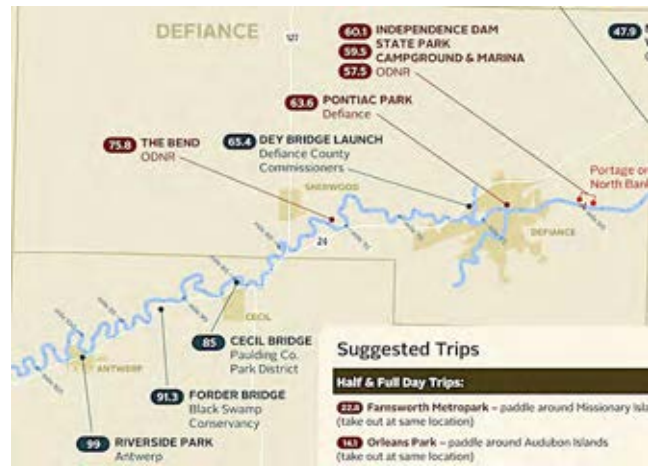 DEFIANCE
127
60.1 INDEPENDENCE DAM
59.5 STATE PARK
CAMPGROUND & MARINA
57.5 ODNR
47.9
63.6 PONTIAC PARK
Defiance
75.8 THE BEND
ODNR
65.4 DEY BRIDGE LAUNCH
Defiance County
Commissioners
Portage on
North Bank
SHERWOOD
24
DEFIANCE
CECIL
85 CECIL BRIDGE
Paulding Co.
Park District
ANTWERP
91.3 FORDER BRIDGE
Black Swamp
Conservancy
99 RIVERSIDE PARK
Antwerp
Suggested Trips
Half & Full Day Trips:
22.8 Farnsworth Metropark – paddle around Missionary Isla
(take out at same location)
14.1 Orleans Park – paddle around Audubon Islands
(take out at same location)